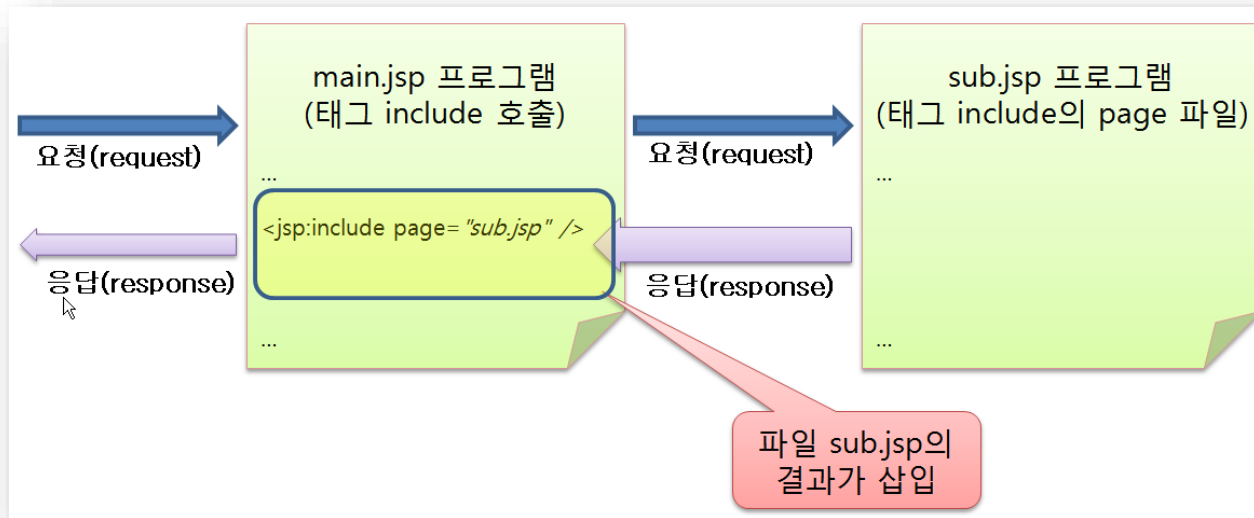 main.jsp 프로그램
(태그 include 호출)
요청(request)
...
<jsp:include page="sub.jsp" />
응답(response)
...
요청(request)
응답(response)
sub.jsp 프로그램
(태그 include의 page 파일)
...
...
파일 sub.jsp의
결과가 삽입